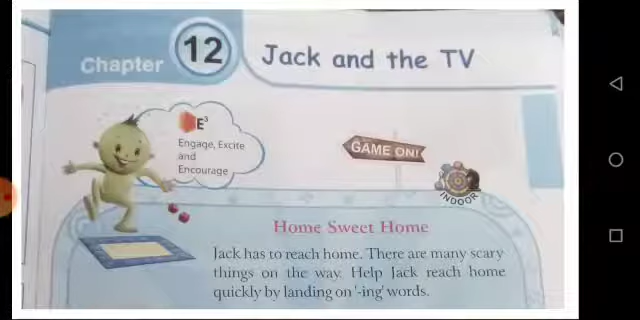 Chapter 12 Jack and the TV
E³
Engage, Excite
and
Encourage
GAME ON!
INDOOR
Home Sweet Home
Jack has to reach home. There are many scary
things on the way. Help Jack reach home
quickly by landing on '-ing' words.